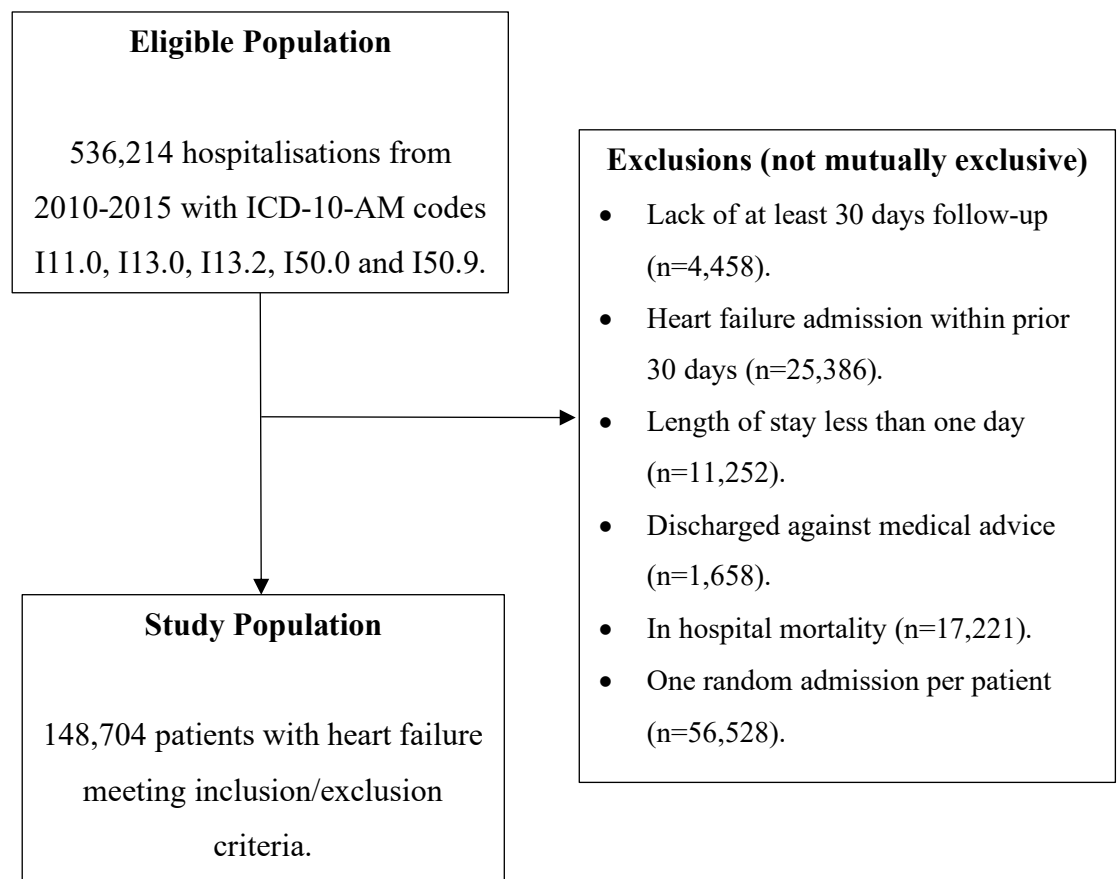 Eligible Population
536,214 hospitalisations from
2010-2015 with ICD-10-AM codes
I11.0, I13.0, I13.2, I50.0 and I50.9.
Exclusions (not mutually exclusive)
• Lack of at least 30 days follow-up
(n=4,458).
• Heart failure admission within prior
30 days (n=25,386).
• Length of stay less than one day
(n=11,252).
• Discharged against medical advice
(n=1,658).
• In hospital mortality (n=17,221).
• One random admission per patient
(n=56,528).
Study Population
148,704 patients with heart failure
meeting inclusion/exclusion
criteria.